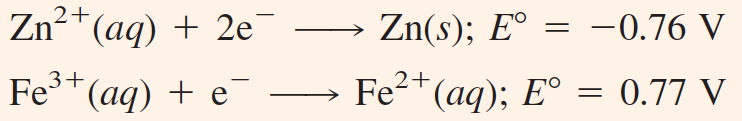 Zn²⁺(aq) + 2e⁻ ⟶ Zn(s); E° = −0.76 V
Fe³⁺(aq) + e⁻ ⟶ Fe²⁺(aq); E° = 0.77 V